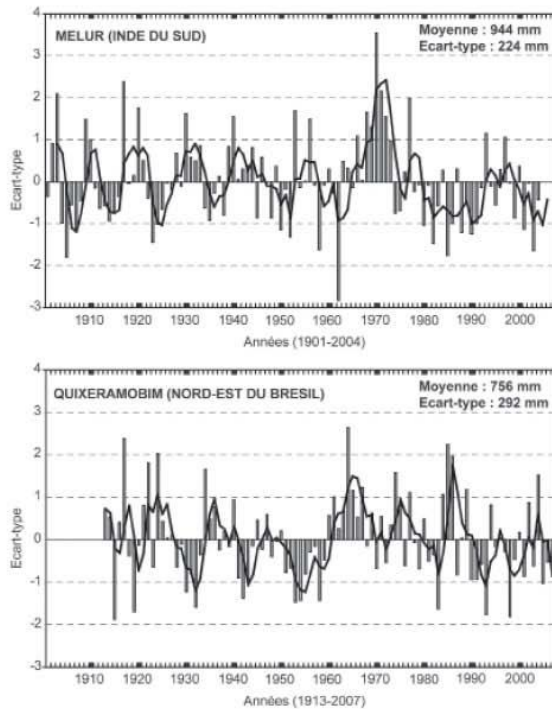 MELUR (INDE DU SUD)
Moyenne : 944 mm
Ecart-type : 224 mm
Ecart-type
4
3
2
1
0
-1
-2
-3
1910 1920 1930 1940 1950 1960 1970 1980 1990 2000
Années (1901-2004)
QUIXERAMOBIM (NORD-EST DU BRESIL)
Moyenne : 756 mm
Ecart-type : 292 mm
Ecart-type
4
3
2
1
0
-1
-2
-3
1910 1920 1930 1940 1950 1960 1970 1980 1990 2000
Années (1913-2007)